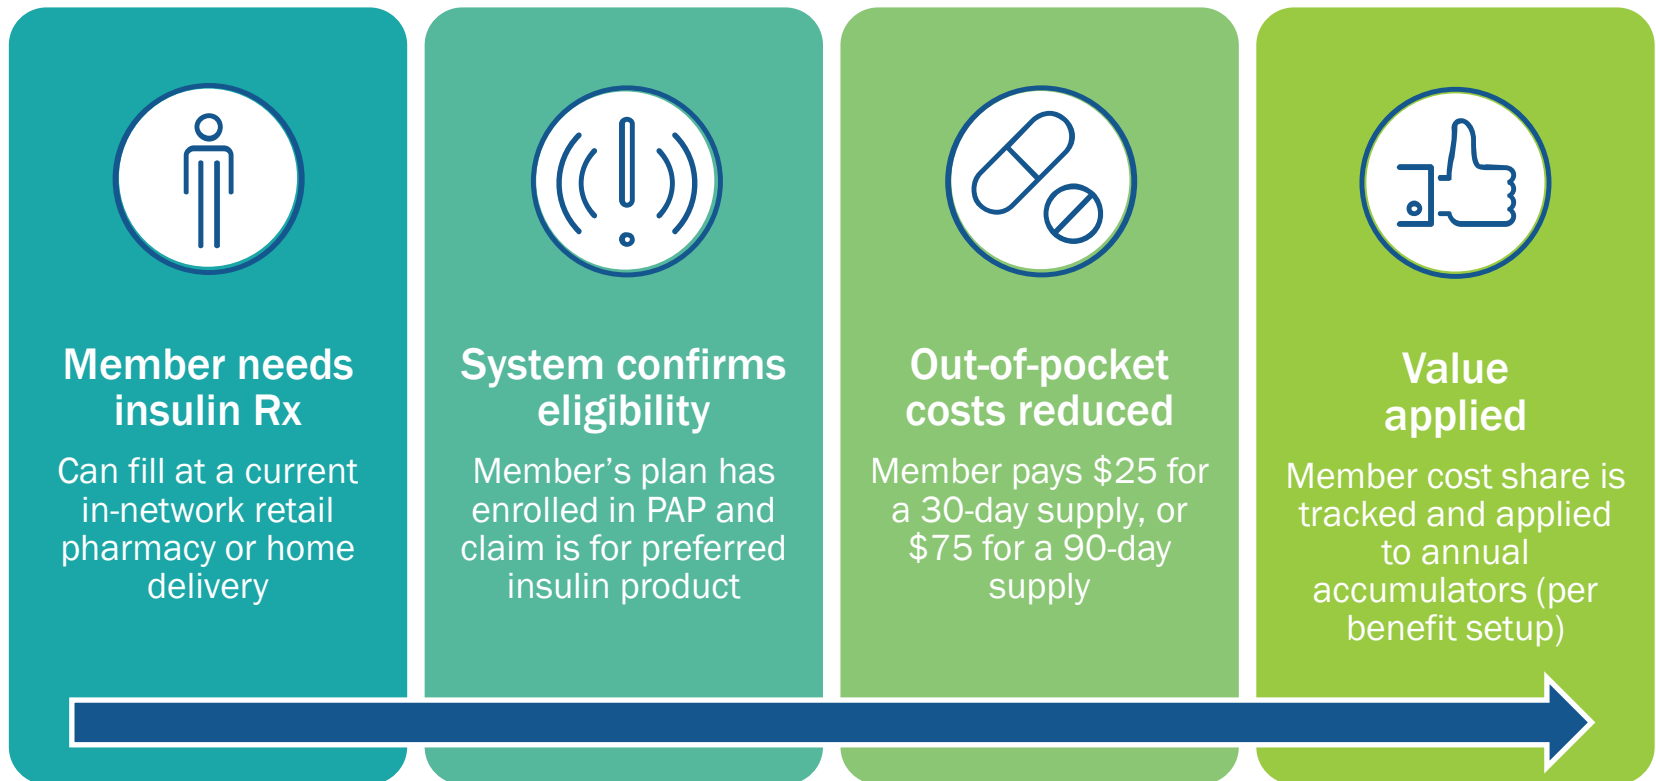 Member needs
insulin Rx
Can fill at a current
in-network retail
pharmacy or home
delivery
System confirms
eligibility
Member’s plan has
enrolled in PAP and
claim is for preferred
insulin product
Out-of-pocket
costs reduced
Member pays $25 for
a 30-day supply, or
$75 for a 90-day
supply
Value
applied
Member cost share is
tracked and applied
to annual
accumulators (per
benefit setup)